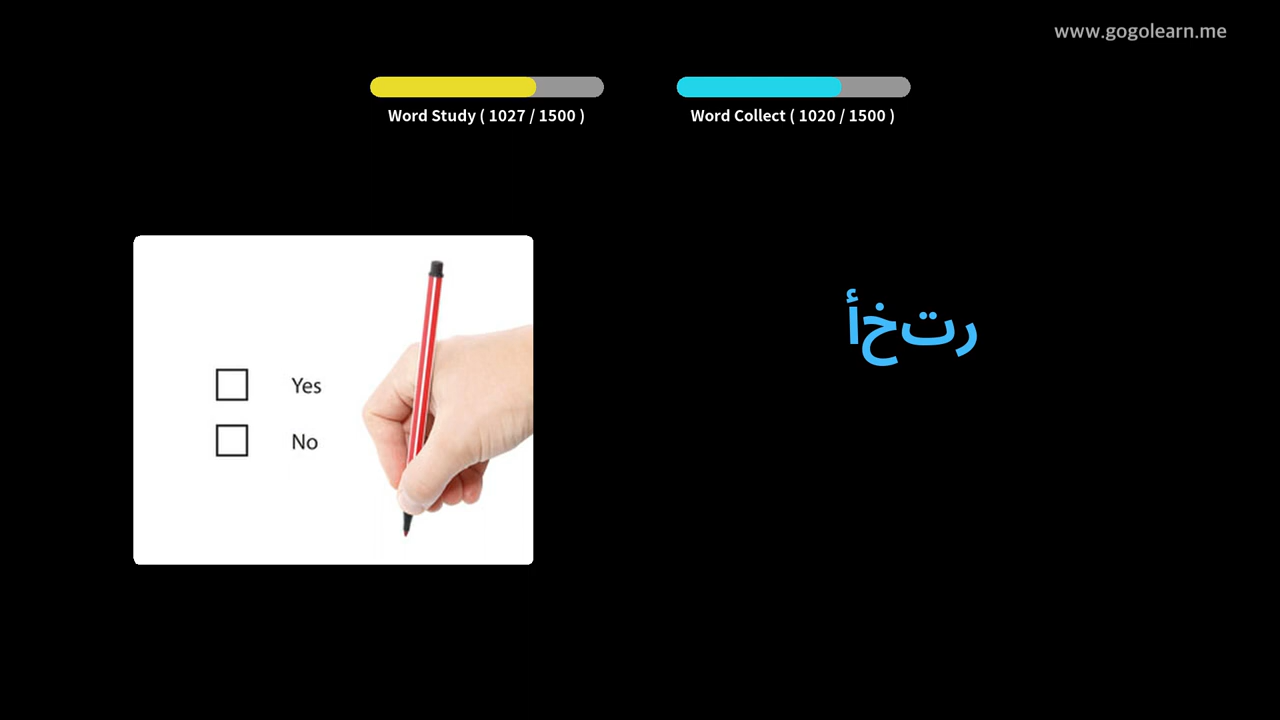 www.gogolearn.me
Word Study ( 1027 / 1500 )
Word Collect ( 1020 / 1500 )
Yes
No
رتخأ